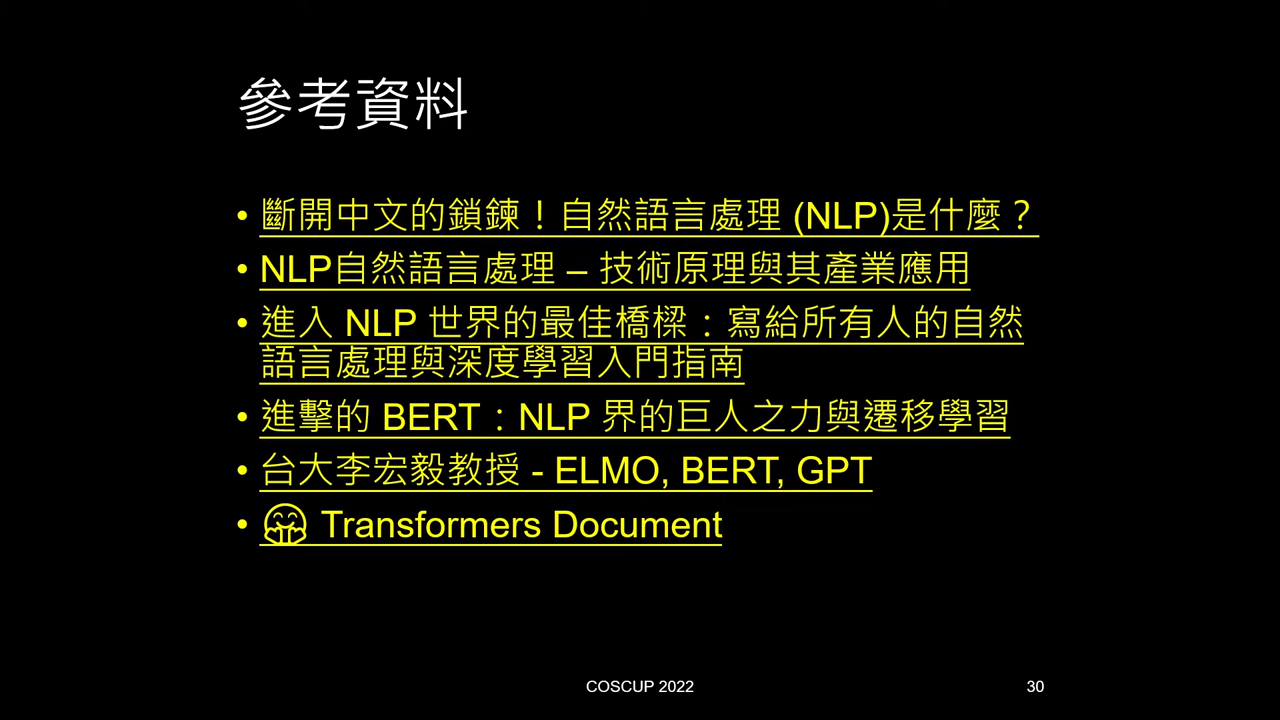 參考資料
• 斷開中文的鎖鍊！自然語言處理 (NLP)是什麼？
• NLP自然語言處理 – 技術原理與其產業應用
• 進入 NLP 世界的最佳橋樑：寫給所有人的自然
語言處理與深度學習入門指南
• 進擊的 BERT：NLP 界的巨人之力與遷移學習
• 台大李宏毅教授 - ELMO, BERT, GPT
• 🤗 Transformers Document
COSCUP 2022
30